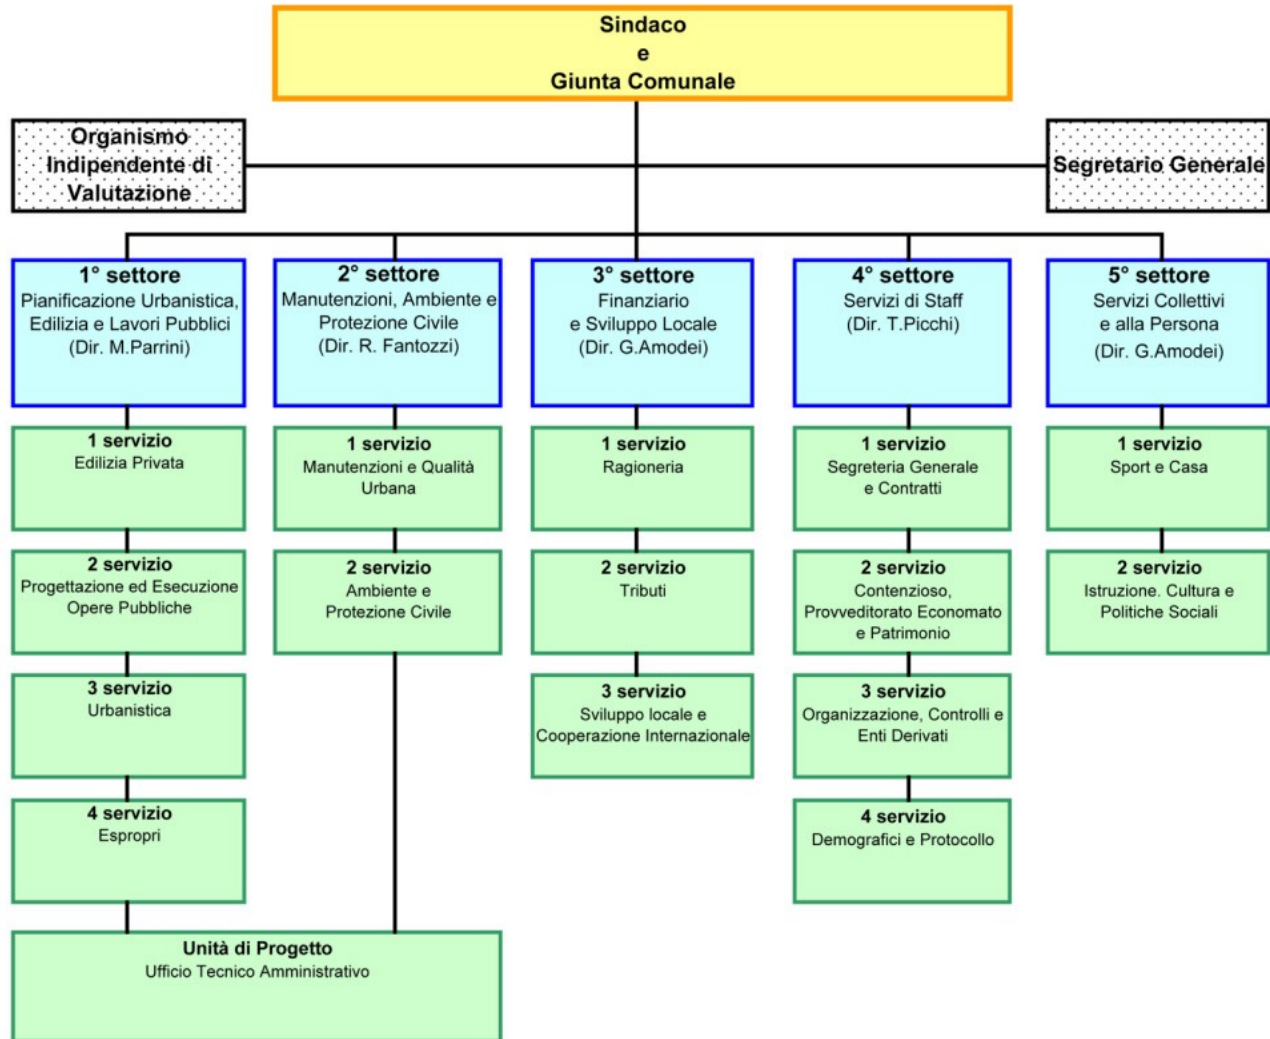 Sindaco
e
Giunta Comunale
Organismo
Indipendente di
Valutazione
Segretario Generale
1° settore
Pianificazione Urbanistica,
Edilizia e Lavori Pubblici
(Dir. M.Parrini)
2° settore
Manutenzioni, Ambiente e
Protezione Civile
(Dir. R. Fantozzi)
3° settore
Finanziario
e Sviluppo Locale
(Dir. G.Amodei)
4° settore
Servizi di Staff
(Dir. T.Picchi)
5° settore
Servizi Collettivi
e alla Persona
(Dir. G.Amodei)
1 servizio
Edilizia Privata
1 servizio
Manutenzioni e Qualità
Urbana
1 servizio
Ragioneria
1 servizio
Segreteria Generale
e Contratti
1 servizio
Sport e Casa
2 servizio
Progettazione ed Esecuzione
Opere Pubbliche
2 servizio
Ambiente e
Protezione Civile
2 servizio
Tributi
2 servizio
Contenzioso,
Provveditorato Economato
e Patrimonio
2 servizio
Istruzione. Cultura e
Politiche Sociali
3 servizio
Urbanistica
3 servizio
Sviluppo locale e
Cooperazione Internazionale
3 servizio
Organizzazione, Controlli e
Enti Derivati
4 servizio
Espropri
4 servizio
Demografici e Protocollo
Unità di Progetto
Ufficio Tecnico Amministrativo